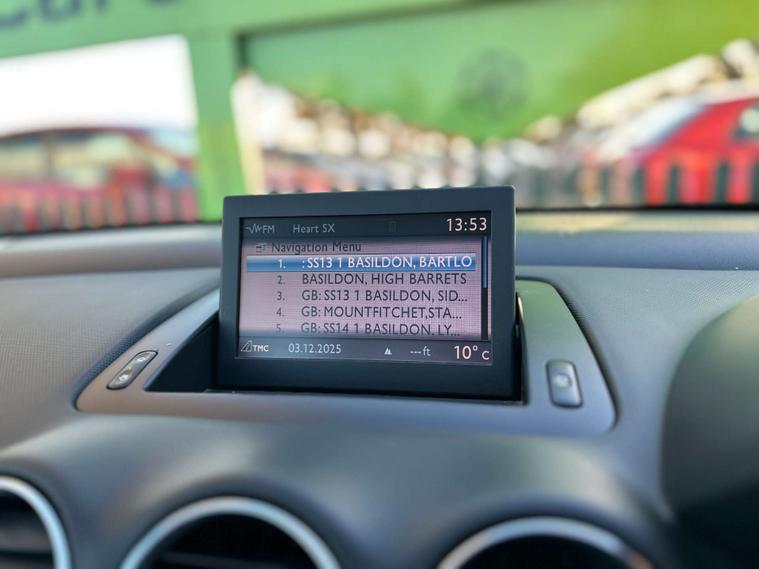 FM Heart SX 13:53
Navigation Menu
1. : SS13 1 BASILDON, BARTLO
2. BASILDON, HIGH BARRETS
3. GB: SS13 1 BASILDON, SID...
4. GB: MOUNTFITCHET,STA...
5. GB: SS14 1 BASILDON, LY...
TMC 03.12.2025 ---ft 10° C